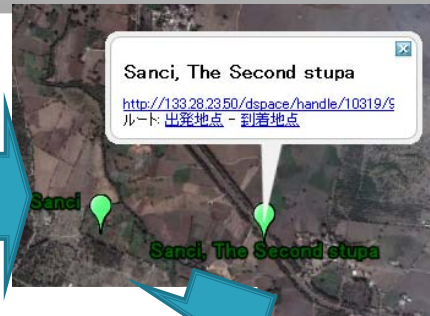 Sanci, The Second stupa
http://133.28.23.50/dspace/handle/10319/9
ルート: 出発地点 - 到着地点
Sanci
Sanci, The Second stupa